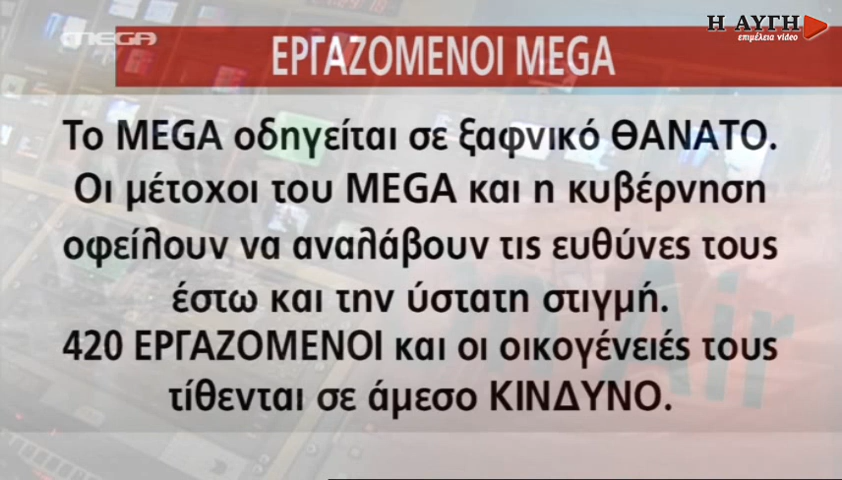 MEGA
Η ΑΥΓΗ
επιμέλεια video
ΕΡΓΑΖΟΜΕΝΟΙ MEGA
Το MEGA οδηγείται σε ξαφνικό ΘΑΝΑΤΟ.
Οι μέτοχοι του MEGA και η κυβέρνηση
οφείλουν να αναλάβουν τις ευθύνες τους
έστω και την ύστατη στιγμή.
420 ΕΡΓΑΖΟΜΕΝΟΙ και οι οικογένειές τους
τίθενται σε άμεσο ΚΙΝΔΥΝΟ.
Air